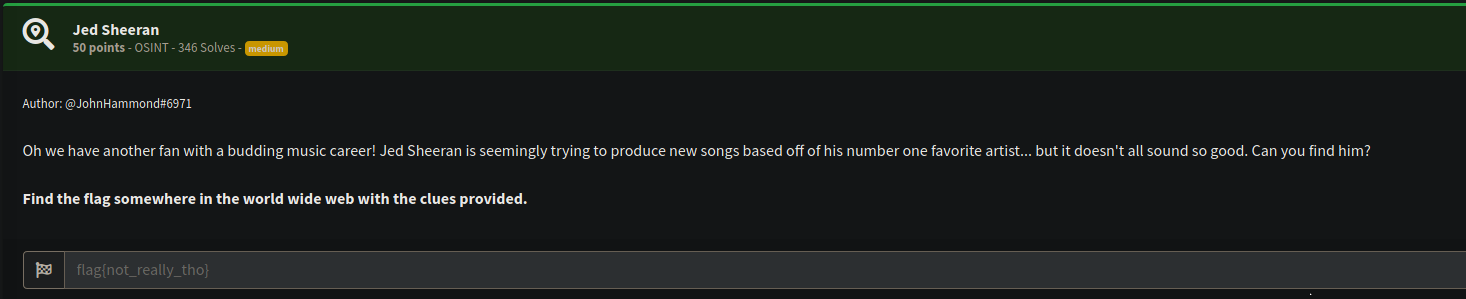 Jed Sheeran
50 points - OSINT - 346 Solves - medium
Author: @JohnHammond#6971
Oh we have another fan with a budding music career! Jed Sheeran is seemingly trying to produce new songs based off of his number one favorite artist... but it doesn't all sound so good. Can you find him?
Find the flag somewhere in the world wide web with the clues provided.
flag{not_really_tho}